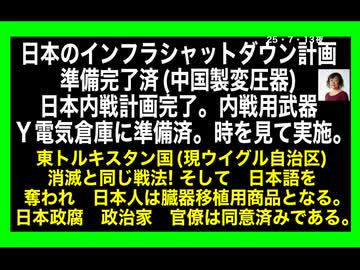 25・7・13夜
日本のインフラシャットダウン計画
準備完了済(中国製変圧器)
日本内戦計画完了。内戦用武器
Y電気倉庫に準備済。時を見て実施。
東トルキスタン国(現ウイグル自治区)
消滅と同じ戦法!そして　日本語を
奪われ　日本人は臓器移植用商品となる。
日本政腐　政治家　官僚は同意済みである。